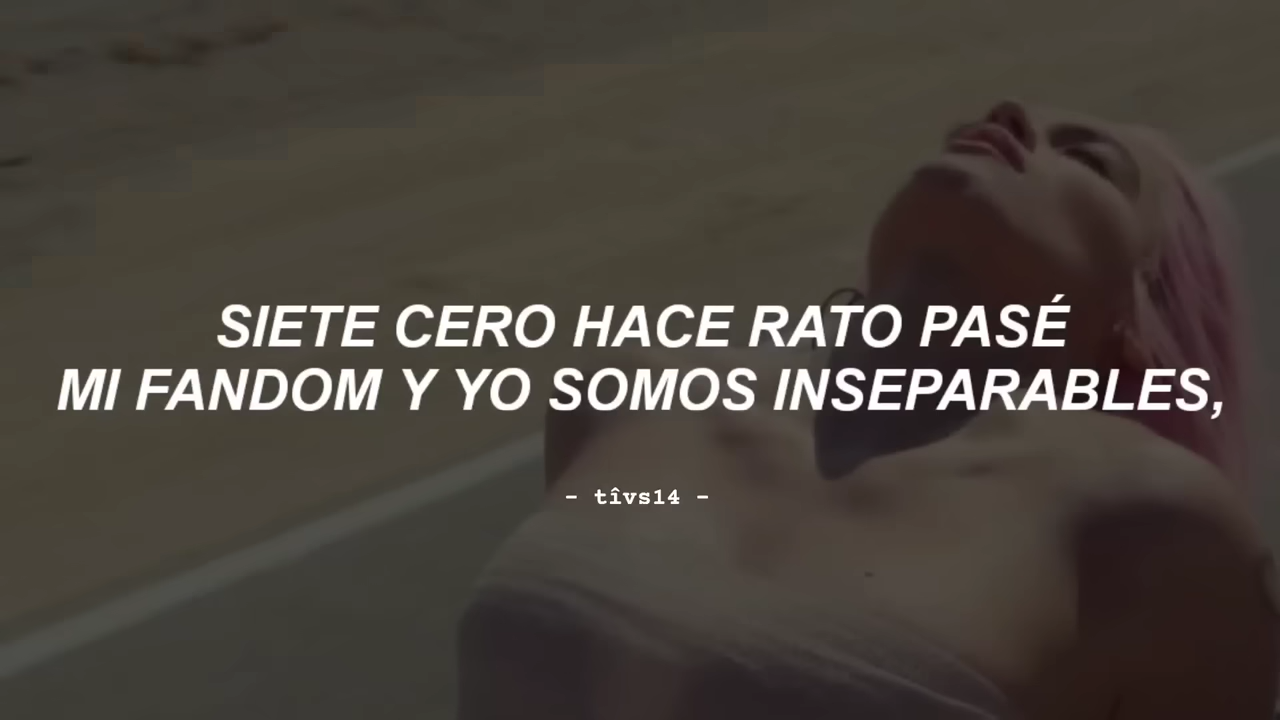 SIETE CERO HACE RATO PASÉ
MI FANDOM Y YO SOMOS INSEPARABLES,
- tîvs14 -